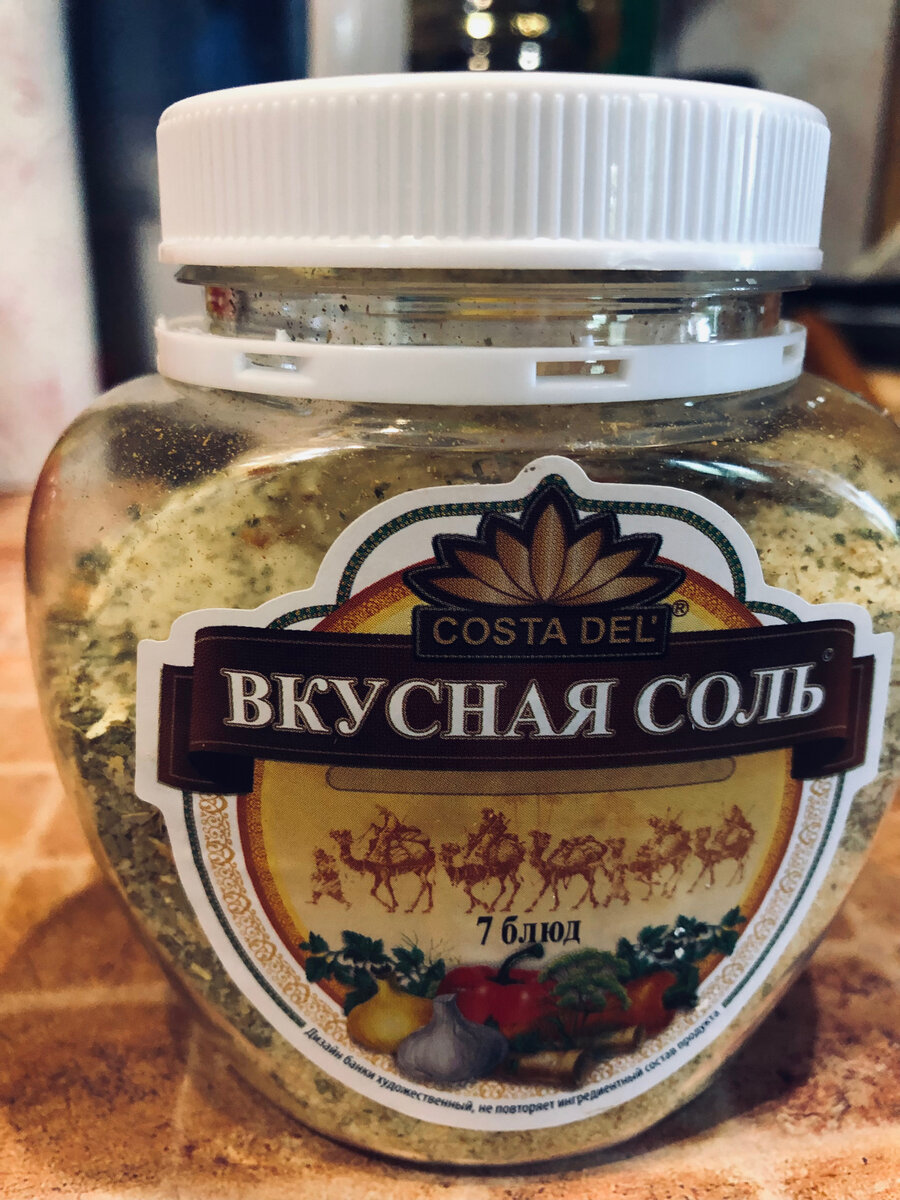 COSTA DEL'®
ВКУСНАЯ СОЛЬ©
7 блюд
Дизайн банки художественный, не повторяет ингредиентный состав продукта